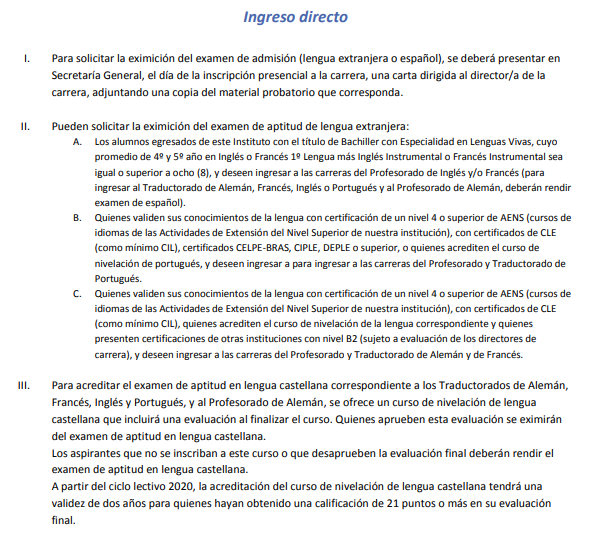 Ingreso directo
I. Para solicitar la eximición del examen de admisión (lengua extranjera o español), se deberá presentar en
Secretaría General, el día de la inscripción presencial a la carrera, una carta dirigida al director/a de la
carrera, adjuntando una copia del material probatorio que corresponda.
II. Pueden solicitar la eximición del examen de aptitud de lengua extranjera:
A. Los alumnos egresados de este Instituto con el título de Bachiller con Especialidad en Lenguas Vivas, cuyo
promedio de 4º y 5º año en Inglés o Francés 1º Lengua más Inglés Instrumental o Francés Instrumental sea
igual o superior a ocho (8), y deseen ingresar a las carreras del Profesorado de Inglés y/o Francés (para
ingresar al Traductorado de Alemán, Francés, Inglés o Portugués y al Profesorado de Alemán, deberán rendir
examen de español).
B. Quienes validen sus conocimientos de la lengua con certificación de un nivel 4 o superior de AENS (cursos de
idiomas de las Actividades de Extensión del Nivel Superior de nuestra institución), con certificados de CLE
(como mínimo CIL), certificados CELPE-BRAS, CIPLE, DEPLE o superior, o quienes acrediten el curso de
nivelación de portugués, y deseen ingresar a para ingresar a las carreras del Profesorado y Traductorado de
Portugués.
C. Quienes validen sus conocimientos de la lengua con certificación de un nivel 4 o superior de AENS (cursos de
idiomas de las Actividades de Extensión del Nivel Superior de nuestra institución), con certificados de CLE
(como mínimo CIL), quienes acrediten el curso de nivelación de la lengua correspondiente y quienes
presenten certificaciones de otras instituciones con nivel B2 (sujeto a evaluación de los directores de
carrera), y deseen ingresar a las carreras del Profesorado y Traductorado de Alemán y de Francés.
III. Para acreditar el examen de aptitud en lengua castellana correspondiente a los Traductorados de Alemán,
Francés, Inglés y Portugués, y al Profesorado de Alemán, se ofrece un curso de nivelación de lengua
castellana que incluirá una evaluación al finalizar el curso. Quienes aprueben esta evaluación se eximirán
del examen de aptitud en lengua castellana.
Los aspirantes que no se inscriban a este curso o que desaprueben la evaluación final deberán rendir el
examen de aptitud en lengua castellana.
A partir del ciclo lectivo 2020, la acreditación del curso de nivelación de lengua castellana tendrá una
validez de dos años para quienes hayan obtenido una calificación de 21 puntos o más en su evaluación
final.